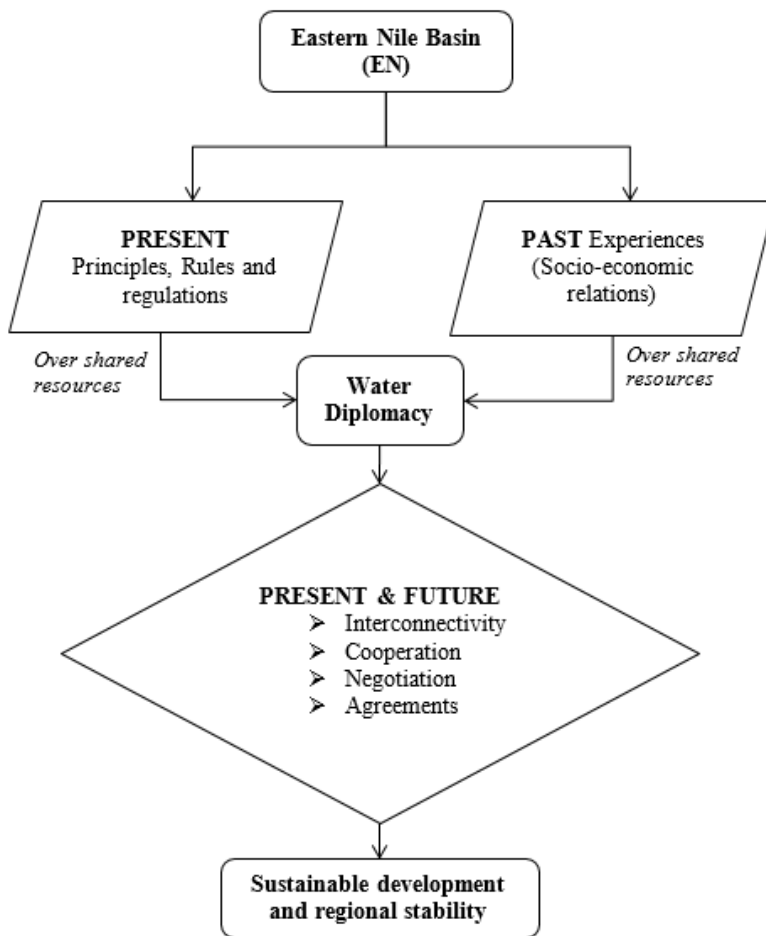 Eastern Nile Basin
(EN)
PRESENT
Principles, Rules and
regulations
PAST Experiences
(Socio-economic
relations)
Over shared
resources
Over shared
resources
Water
Diplomacy
PRESENT & FUTURE
➢ Interconnectivity
➢ Cooperation
➢ Negotiation
➢ Agreements
Sustainable development
and regional stability